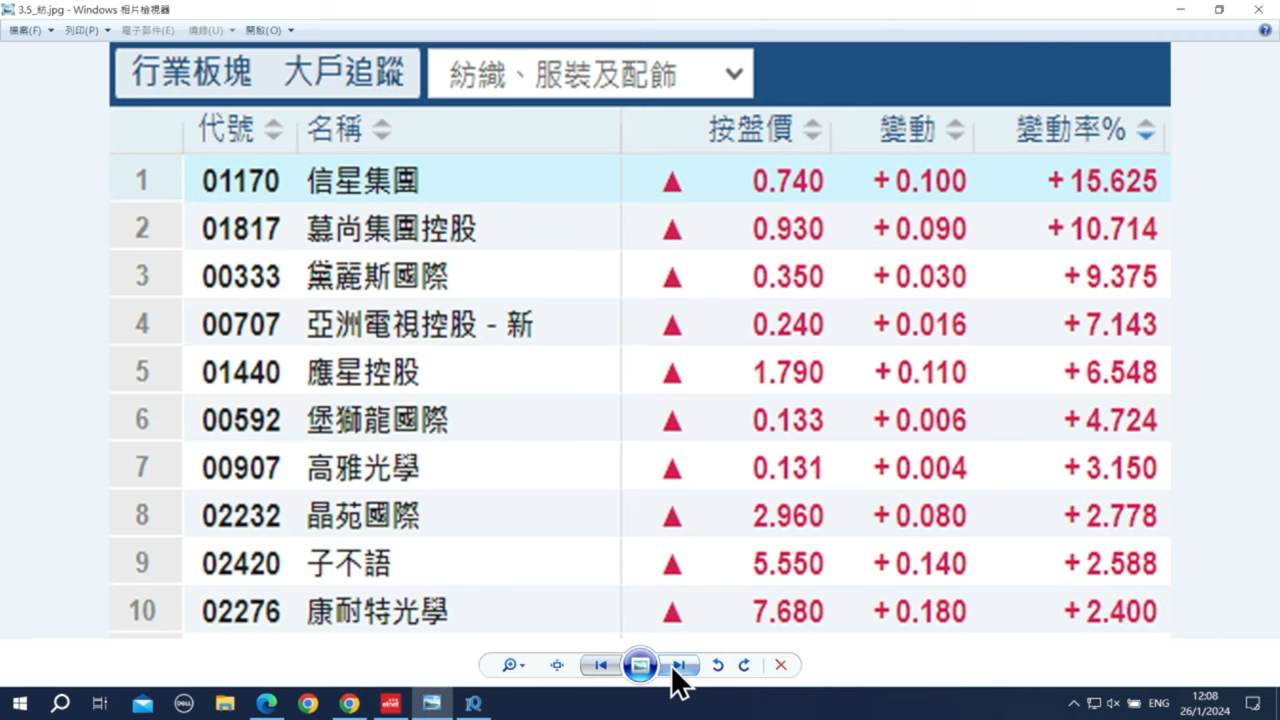 3.5_紡.jpg - Windows 相片檢視器
檔案(F) 列印(P) 電子郵件(E) 燒錄(U) 開啟(O)
行業板塊 大戶追蹤 紡織、服裝及配飾
代號 名稱 按盤價 變動 變動率%
1 01170 信星集團 ▲ 0.740 +0.100 +15.625
2 01817 慕尚集團控股 ▲ 0.930 +0.090 +10.714
3 00333 黛麗斯國際 ▲ 0.350 +0.030 +9.375
4 00707 亞洲電視控股 - 新 ▲ 0.240 +0.016 +7.143
5 01440 應星控股 ▲ 1.790 +0.110 +6.548
6 00592 堡獅龍國際 ▲ 0.133 +0.006 +4.724
7 00907 高雅光學 ▲ 0.131 +0.004 +3.150
8 02232 晶苑國際 ▲ 2.960 +0.080 +2.778
9 02420 子不語 ▲ 5.550 +0.140 +2.588
10 02276 康耐特光學 ▲ 7.680 +0.180 +2.400
DELL etnet ENG 12:08
26/1/2024